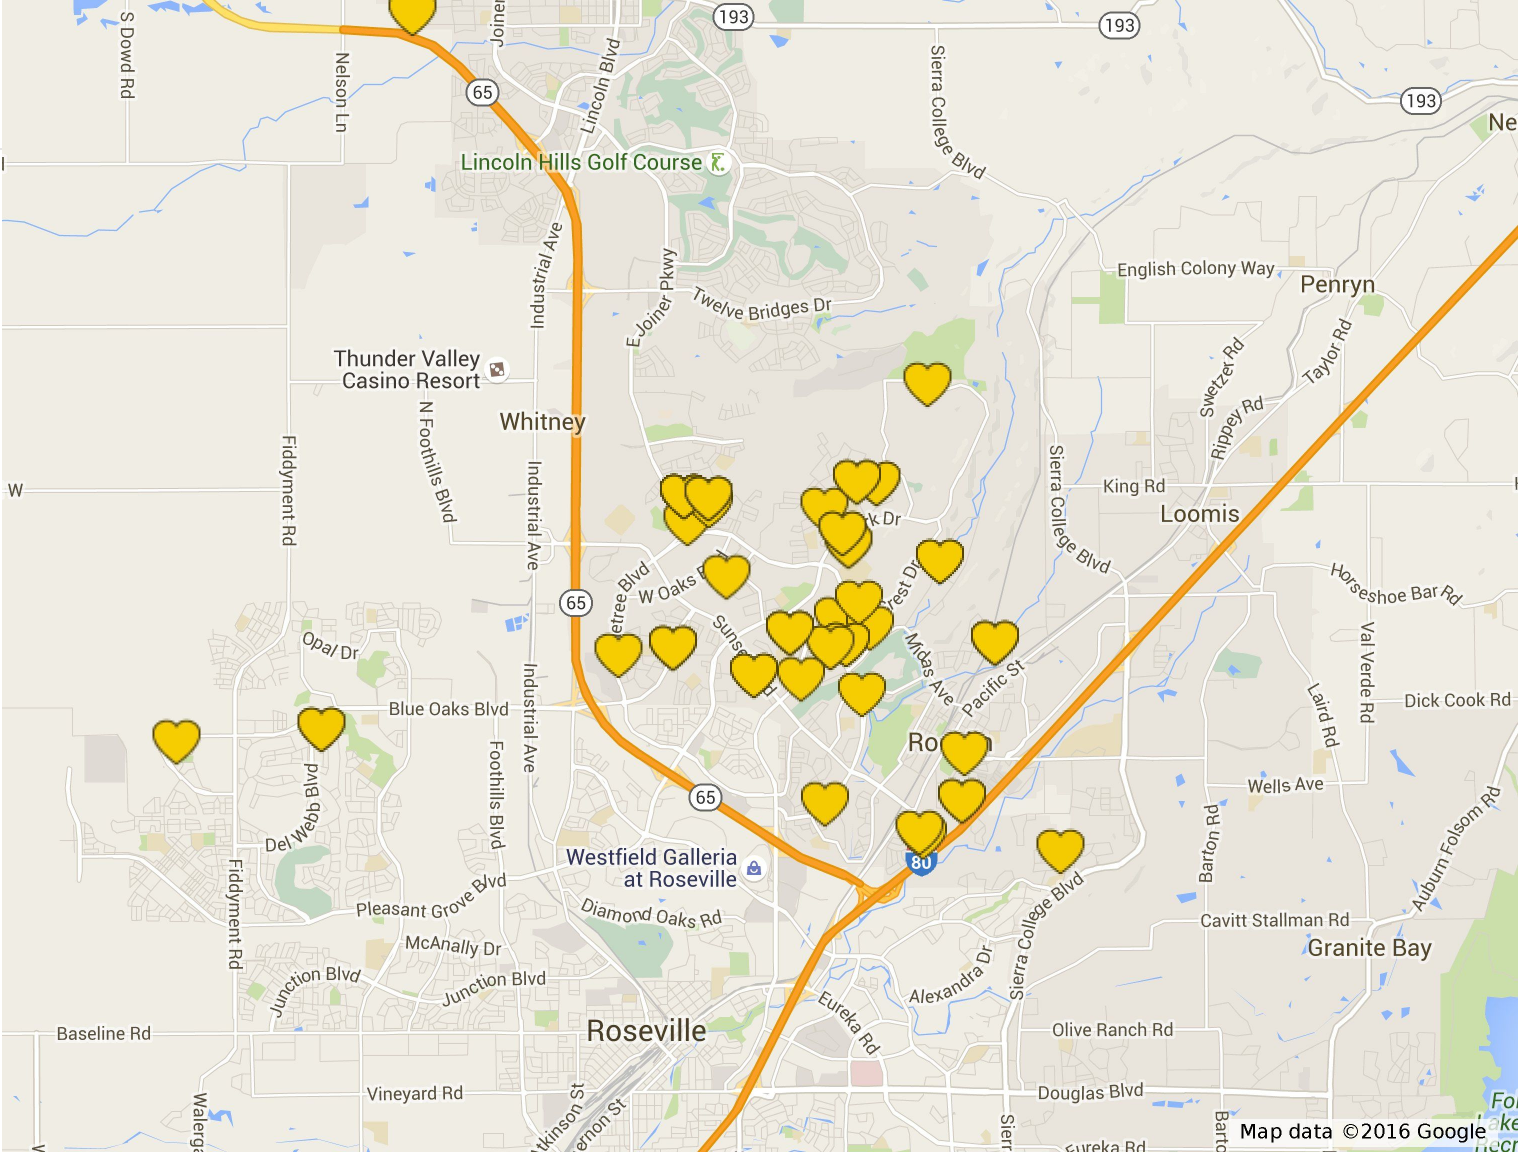 193
193
193
S Dowd Rd
Nelson Ln
65
Lincoln Blvd
Sierra College Blvd
Lincoln Hills Golf Course
Industrial Ave
E Joiner Pkwy
Twelve Bridges Dr
English Colony Way
Penryn
Thunder Valley
Casino Resort
Whitney
Swetzer Rd
Taylor Rd
Rippey Rd
N Foothills Blvd
Fiddyment Rd
Industrial Ave
W
King Rd
Loomis
Sierra College Blvd
Horseshoe Bar Rd
W Oaks
65
Opal Dr
Midas Ave
Pacific St
Val Verde Rd
Laird Rd
Dick Cook Rd
Blue Oaks Blvd
Industrial Ave
Foothills Blvd
Del Webb Blvd
65
Wells Ave
Barton Rd
Auburn Folsom Rd
Westfield Galleria
at Roseville
80
Fiddyment Rd
Pleasant Grove Blvd
Diamond Oaks Rd
Sierra College Blvd
Cavitt Stallman Rd
Granite Bay
McAnally Dr
Junction Blvd
Junction Blvd
Alexandra Dr
Eureka Rd
Baseline Rd
Roseville
Olive Ranch Rd
Vineyard Rd
Douglas Blvd
Eureka Rd
Map data ©2016 Google